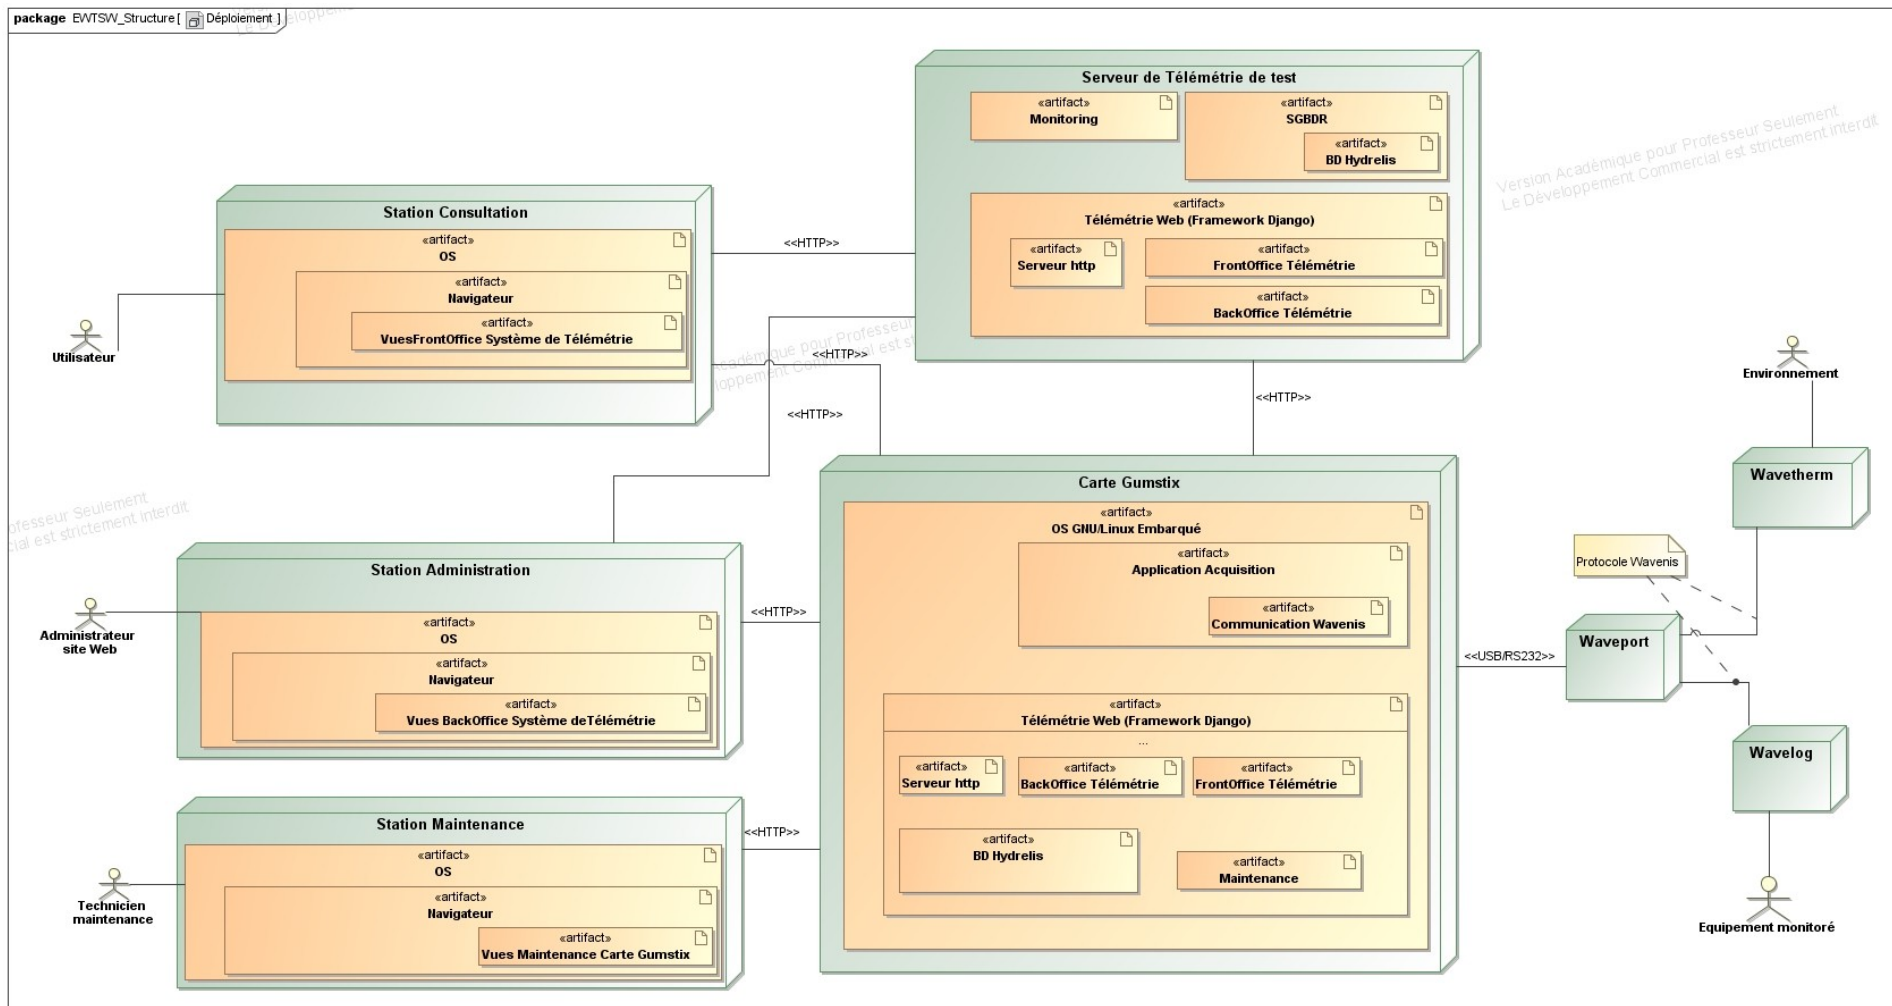 package EWTSW_Structure [ Déploiement ]
Serveur de Télémétrie de test
«artifact»
Monitoring
«artifact»
SGBDR
«artifact»
BD Hydrelis
«artifact»
Télémétrie Web (Framework Django)
«artifact»
Serveur http
«artifact»
FrontOffice Télémétrie
«artifact»
BackOffice Télémétrie
Version Académique pour Professeur Seulement
Le Développement Commercial est strictement interdit
Station Consultation
«artifact»
OS
«artifact»
Navigateur
«artifact»
VuesFrontOffice Système de Télémétrie
Utilisateur
<<HTTP>>
<<HTTP>>
<<HTTP>>
<<HTTP>>
Environnement
Wavetherm
Carte Gumstix
«artifact»
OS GNU/Linux Embarqué
«artifact»
Application Acquisition
«artifact»
Communication Wavenis
«artifact»
Télémétrie Web (Framework Django)
...
«artifact»
Serveur http
«artifact»
BackOffice Télémétrie
«artifact»
FrontOffice Télémétrie
«artifact»
BD Hydrelis
«artifact»
Maintenance
Protocole Wavenis
<<USB/RS232>>
Waveport
Wavelog
Equipement monitoré
Station Administration
«artifact»
OS
«artifact»
Navigateur
«artifact»
Vues BackOffice Système deTélémétrie
Administrateur
site Web
<<HTTP>>
Station Maintenance
«artifact»
OS
«artifact»
Navigateur
«artifact»
Vues Maintenance Carte Gumstix
Technicien
maintenance
<<HTTP>>